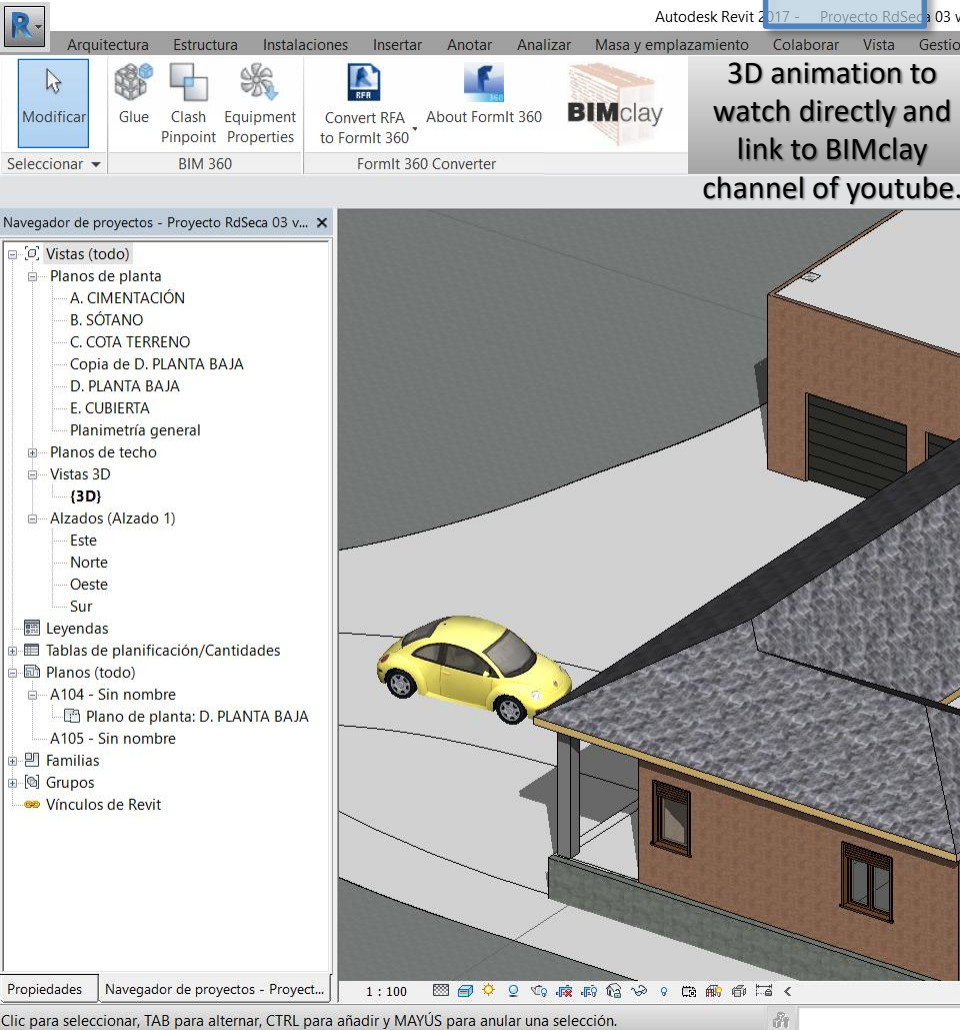 Autodesk Revit 2017 - Proyecto RdSeca 03 v
R
Arquitectura Estructura Instalaciones Insertar Anotar Analizar Masa y emplazamiento Colaborar Vista Gestio
Modificar
Glue
Clash
Pinpoint
Equipment
Properties
RFA
Convert RFA
to FormIt 360
About FormIt 360
BIMclay
3D animation to
watch directly and
link to BIMclay
channel of youtube.
Seleccionar
BIM 360
FormIt 360 Converter
Navegador de proyectos - Proyecto RdSeca 03 v...
Vistas (todo)
Planos de planta
A. CIMENTACIÓN
B. SÓTANO
C. COTA TERRENO
Copia de D. PLANTA BAJA
D. PLANTA BAJA
E. CUBIERTA
Planimetría general
Planos de techo
Vistas 3D
{3D}
Alzados (Alzado 1)
Este
Norte
Oeste
Sur
Leyendas
Tablas de planificación/Cantidades
Planos (todo)
A104 - Sin nombre
Plano de planta: D. PLANTA BAJA
A105 - Sin nombre
Familias
Grupos
Vínculos de Revit
Propiedades
Navegador de proyectos - Proyect...
1 : 100
Clic para seleccionar, TAB para alternar, CTRL para añadir y MAYÚS para anular una selección.